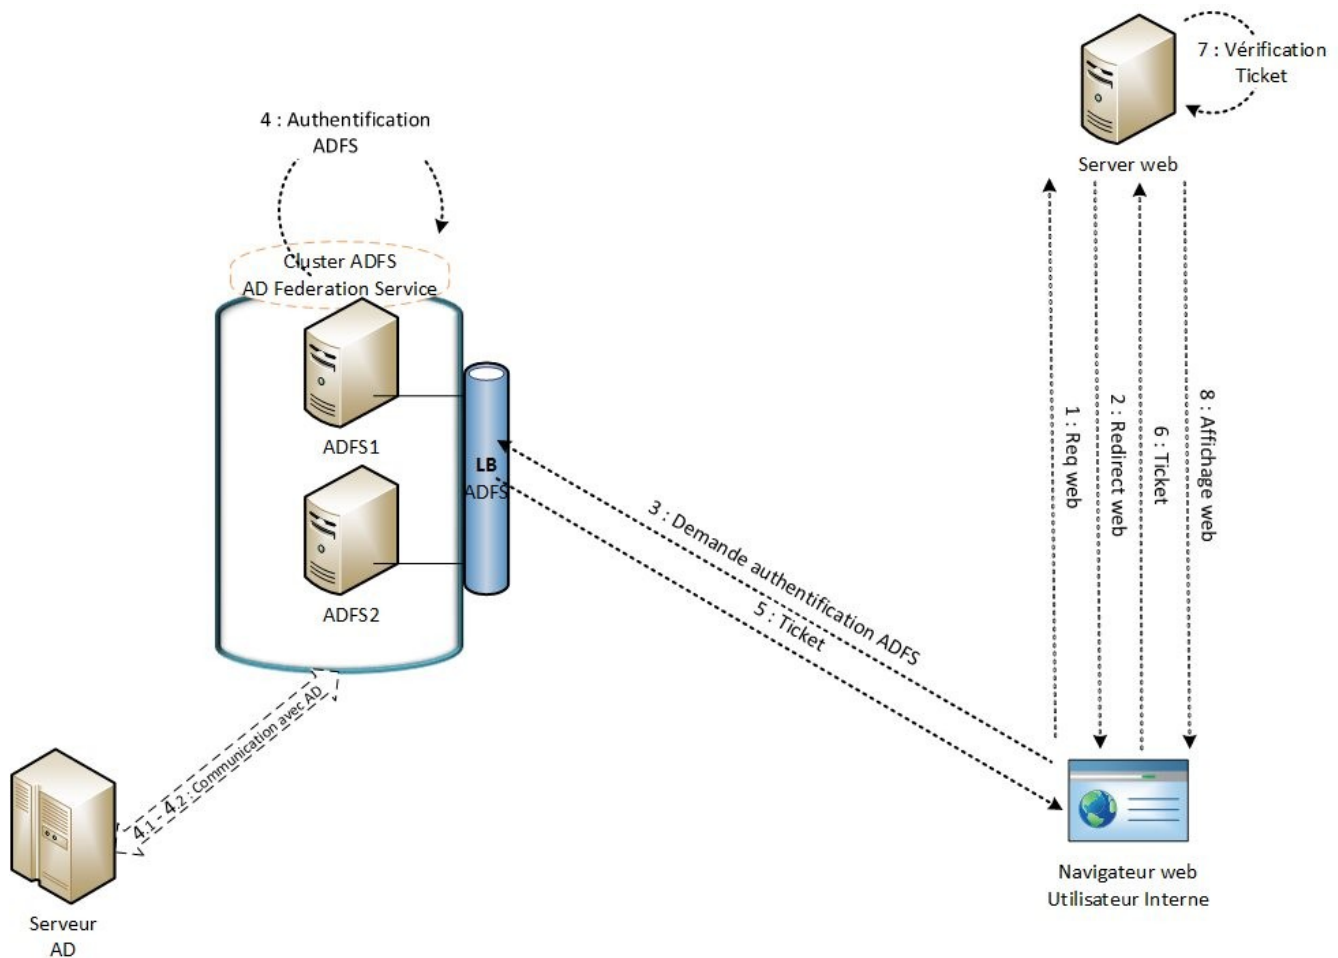 7 : Vérification
Ticket
Server web
4 : Authentification
ADFS
Cluster ADFS
AD Federation Service
ADFS1
LB
ADFS
ADFS2
1 : Req web
2 : Redirect web
6 : Ticket
8 : Affichage web
3 : Demande authentification ADFS
5 : Ticket
4.1 - 4.2 : Communication avec AD
Navigateur web
Utilisateur Interne
Serveur
AD